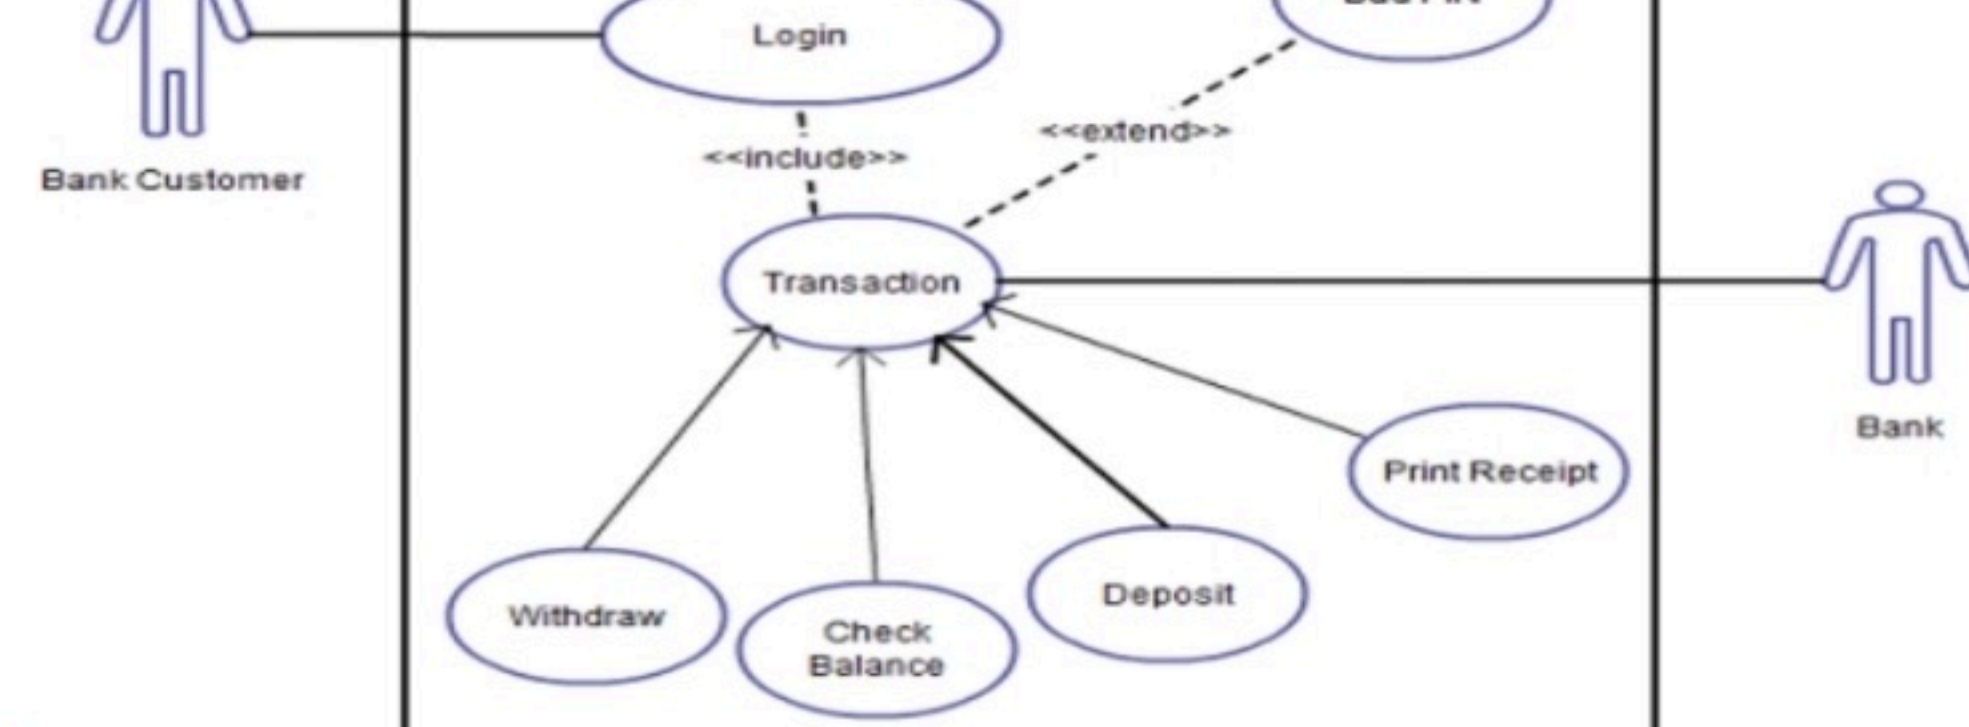 Login
<<extend>>
<<include>>
Bank Customer
Transaction
Bank
Print Receipt
Deposit
Withdraw
Check
Balance